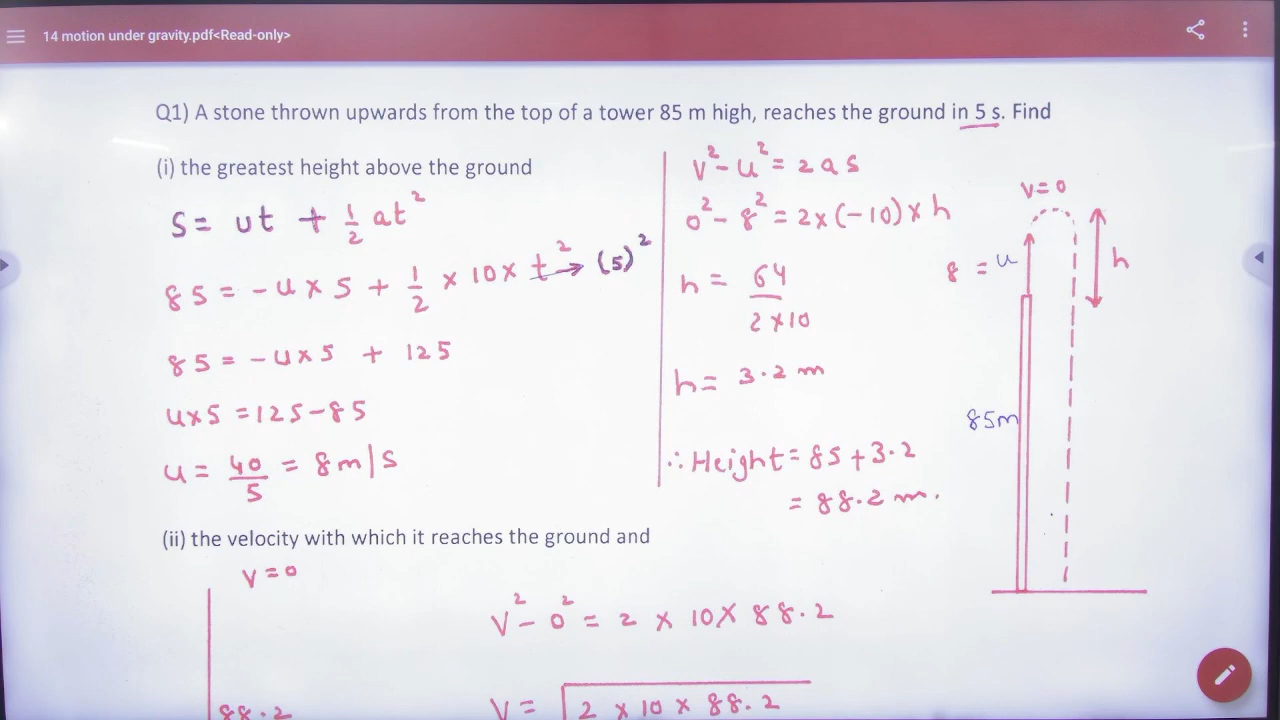 14 motion under gravity.pdf<Read-only>
Q1) A stone thrown upwards from the top of a tower 85 m high, reaches the ground in 5 s. Find
(i) the greatest height above the ground
S = ut + 1/2 at²
85 = -u × 5 + 1/2 × 10 × t² → (5)²
85 = -u×5 + 125
u×5 = 125-85
u = 40/5 = 8 m/s
v² - u² = 2as
0² - 8² = 2×(-10)×h
h = 64/2×10
h = 3.2 m
∴ Height = 85 + 3.2
= 88.2 m.
v=0
8 = u
h
85m
(ii) the velocity with which it reaches the ground and
v=0
88.2
v² - 0² = 2 × 10 × 88.2
v = √2 × 10 × 88.2